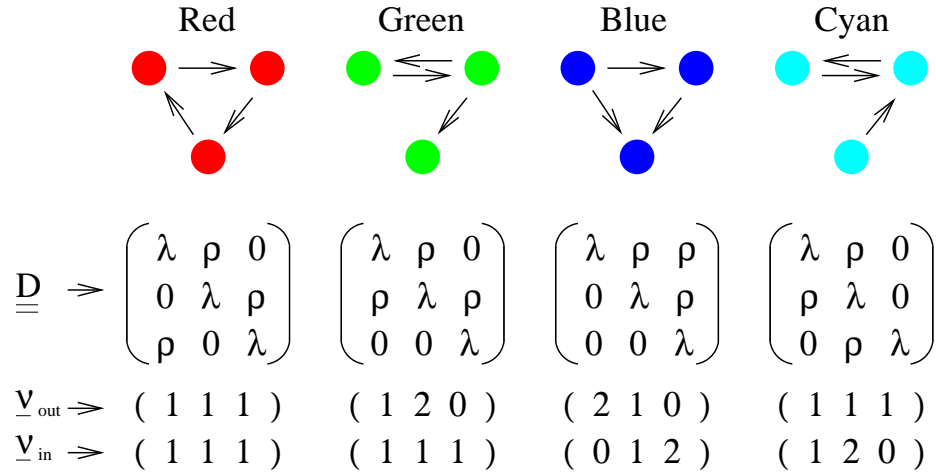 Red Green Blue Cyan
λ ρ 0 λ ρ 0 λ ρ ρ λ ρ 0
D 0 λ ρ ρ λ ρ 0 λ ρ ρ λ 0
ρ 0 λ 0 0 λ 0 0 λ 0 ρ λ
ν out ( 1 1 1 ) ( 1 2 0 ) ( 2 1 0 ) ( 1 1 1 )
ν in ( 1 1 1 ) ( 1 1 1 ) ( 0 1 2 ) ( 1 2 0 )